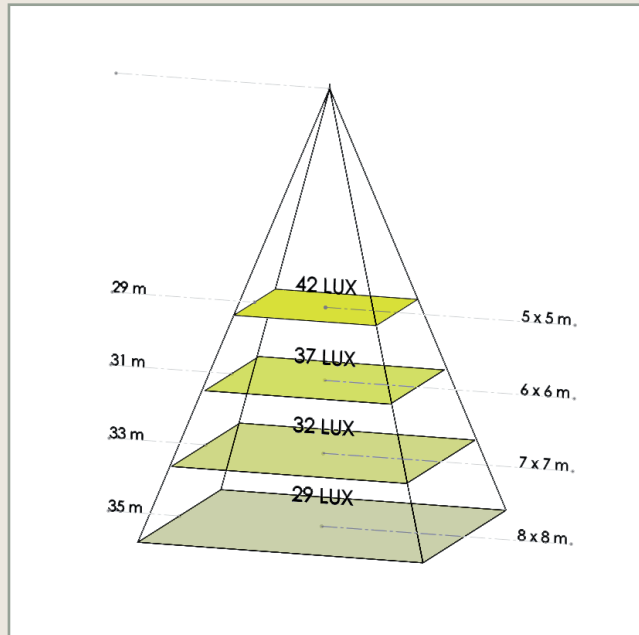 42 LUX
29 m
5 x 5 m.
37 LUX
31 m
6 x 6 m.
32 LUX
33 m
7 x 7 m.
29 LUX
35 m
8 x 8 m.